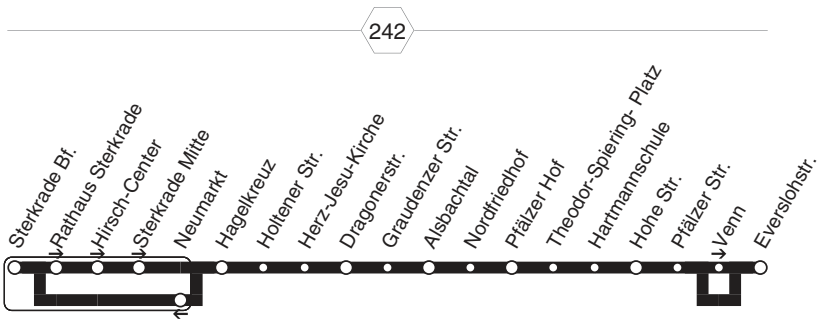 242
Sterkrade Bf.
Rathaus Sterkrade
Hirsch-Center
Sterkrade Mitte
Neumarkt
Hagelkreuz
Holtener Str.
Herz-Jesu-Kirche
Dragonerstr.
Graudenzer Str.
Alsbachtal
Nordfriedhof
Pfälzer Hof
Theodor-Spiering- Platz
Hartmannschule
Hohe Str.
Pfälzer Str.
Venn
Everslohstr.